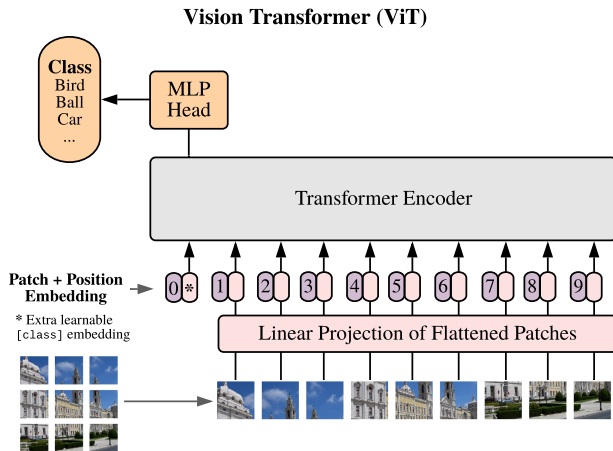 Vision Transformer (ViT)
Class
Bird
Ball
Car
...
MLP
Head
Transformer Encoder
Patch + Position
Embedding
0 * 1 2 3 4 5 6 7 8 9
* Extra learnable
[class] embedding
Linear Projection of Flattened Patches